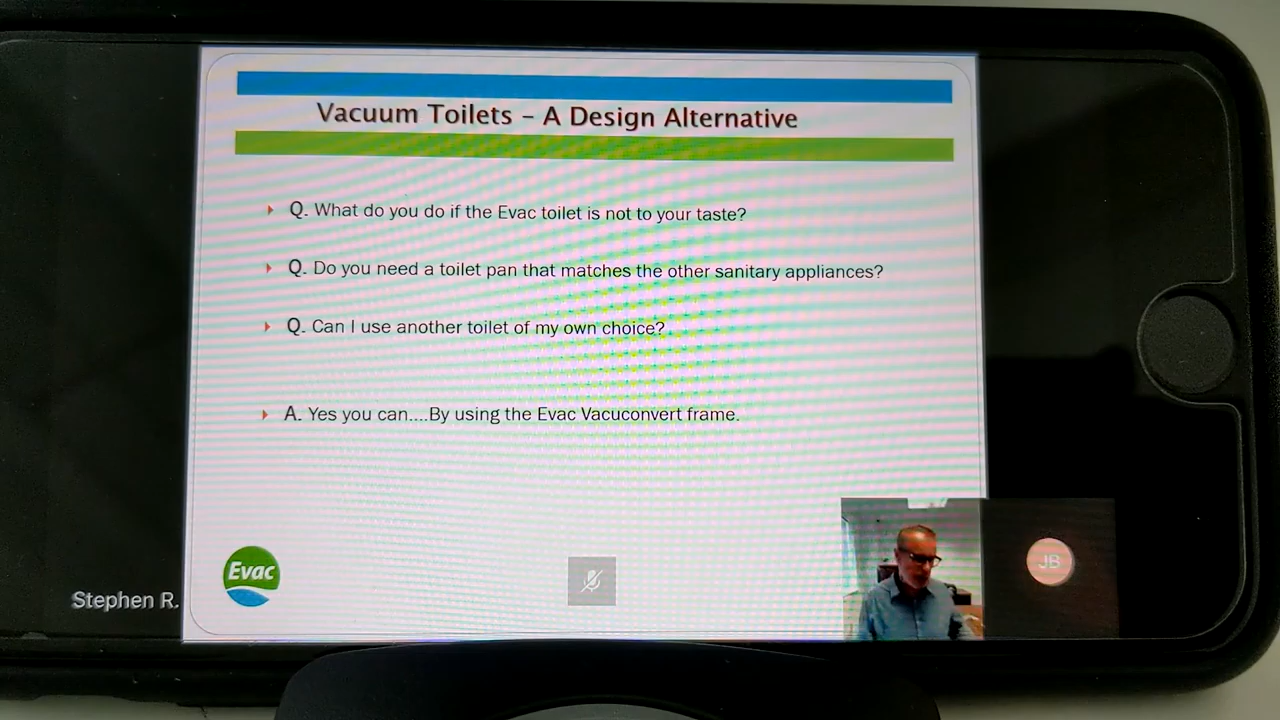 Vacuum Toilets – A Design Alternative
Q. What do you do if the Evac toilet is not to your taste?
Q. Do you need a toilet pan that matches the other sanitary appliances?
Q. Can I use another toilet of my own choice?
A. Yes you can....By using the Evac Vacuconvert frame.
Evac
Stephen R.
JB